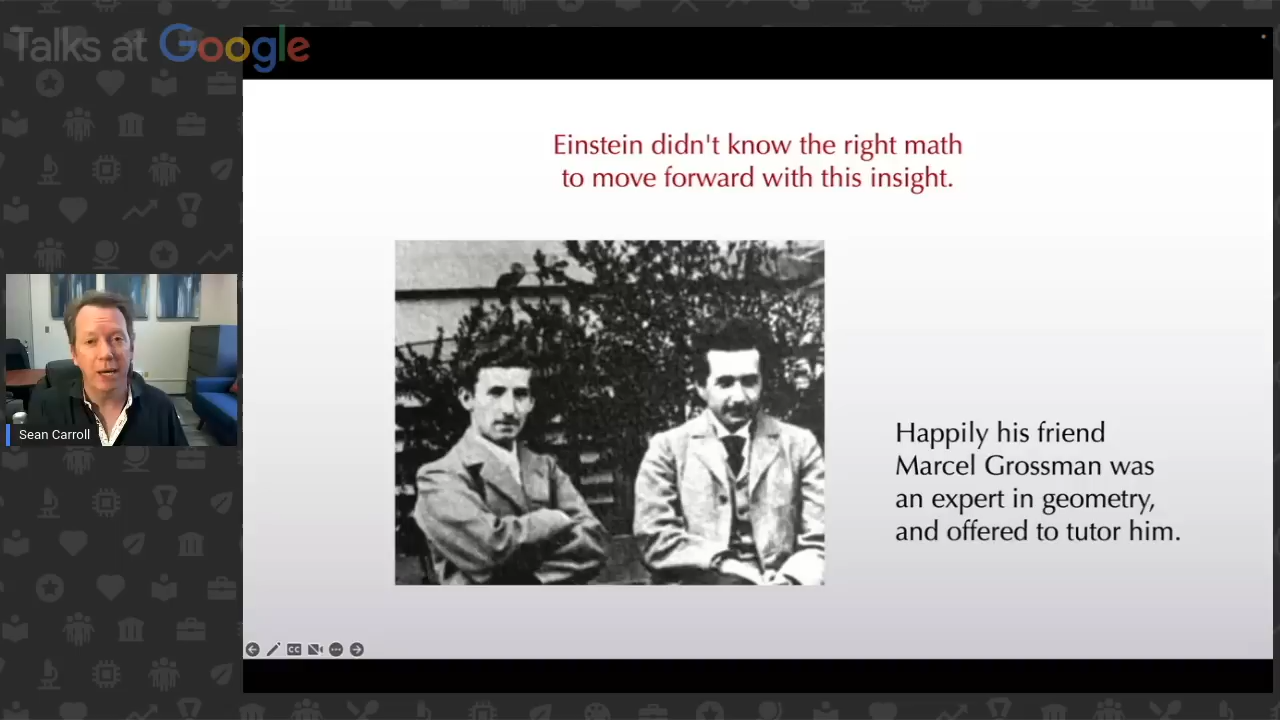 Talks at Google
Einstein didn't know the right math
to move forward with this insight.
Happily his friend
Marcel Grossman was
an expert in geometry,
and offered to tutor him.
Sean Carroll
CC